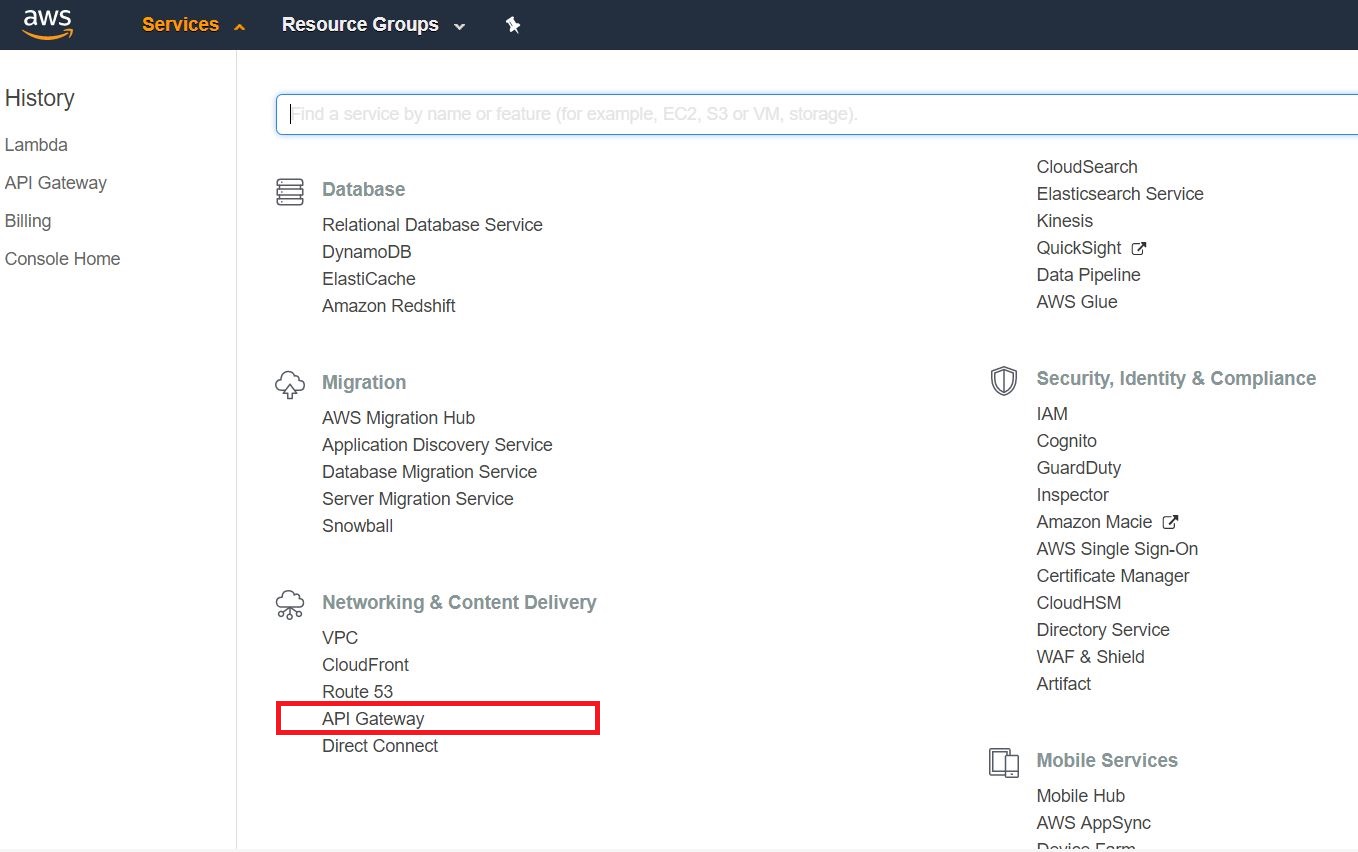 aws
Services
Resource Groups
History
Lambda
API Gateway
Billing
Console Home
Find a service by name or feature (for example, EC2, S3 or VM, storage).
Database
Relational Database Service
DynamoDB
ElastiCache
Amazon Redshift
Migration
AWS Migration Hub
Application Discovery Service
Database Migration Service
Server Migration Service
Snowball
Networking & Content Delivery
VPC
CloudFront
Route 53
API Gateway
Direct Connect
CloudSearch
Elasticsearch Service
Kinesis
QuickSight
Data Pipeline
AWS Glue
Security, Identity & Compliance
IAM
Cognito
GuardDuty
Inspector
Amazon Macie
AWS Single Sign-On
Certificate Manager
CloudHSM
Directory Service
WAF & Shield
Artifact
Mobile Services
Mobile Hub
AWS AppSync
Device Farm